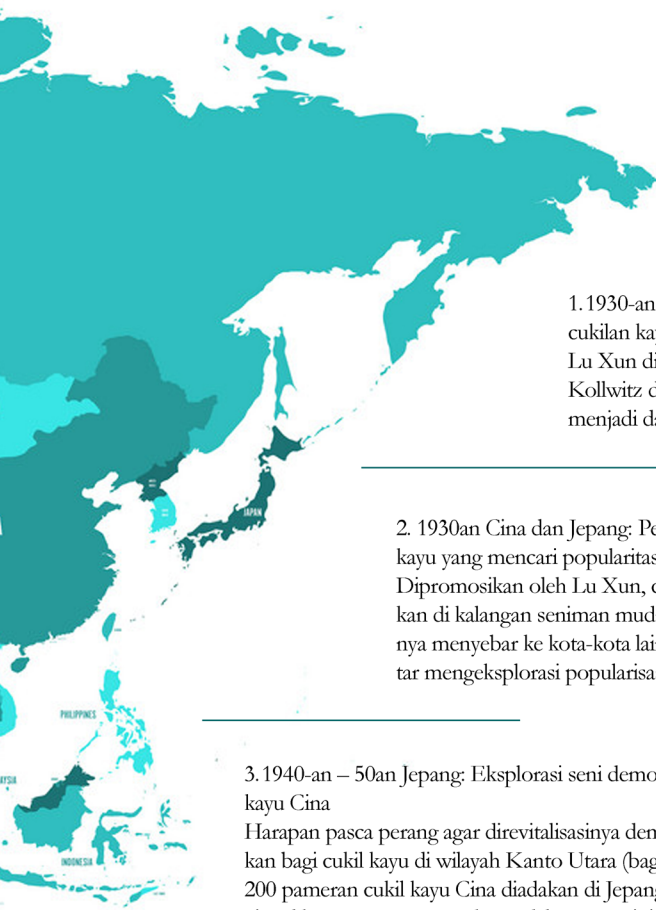 1.1930-an
cukilan ka
Lu Xun di
Kollwitz d
menjadi d
2. 1930an Cina dan Jepang: Pe
kayu yang mencari popularitas
Dipromosikan oleh Lu Xun, d
kan di kalangan seniman mud
nya menyebar ke kota-kota lai
tar mengeksplorasi popularisa
JAPAN
PHILIPPINES
AYSIA
INDONESIA
3.1940-an – 50an Jepang: Eksplorasi seni demo
kayu Cina
Harapan pasca perang agar direvitalisasinya dem
kan bagi cukil kayu di wilayah Kanto Utara (bag
200 pameran cukil kayu Cina diadakan di Jepang